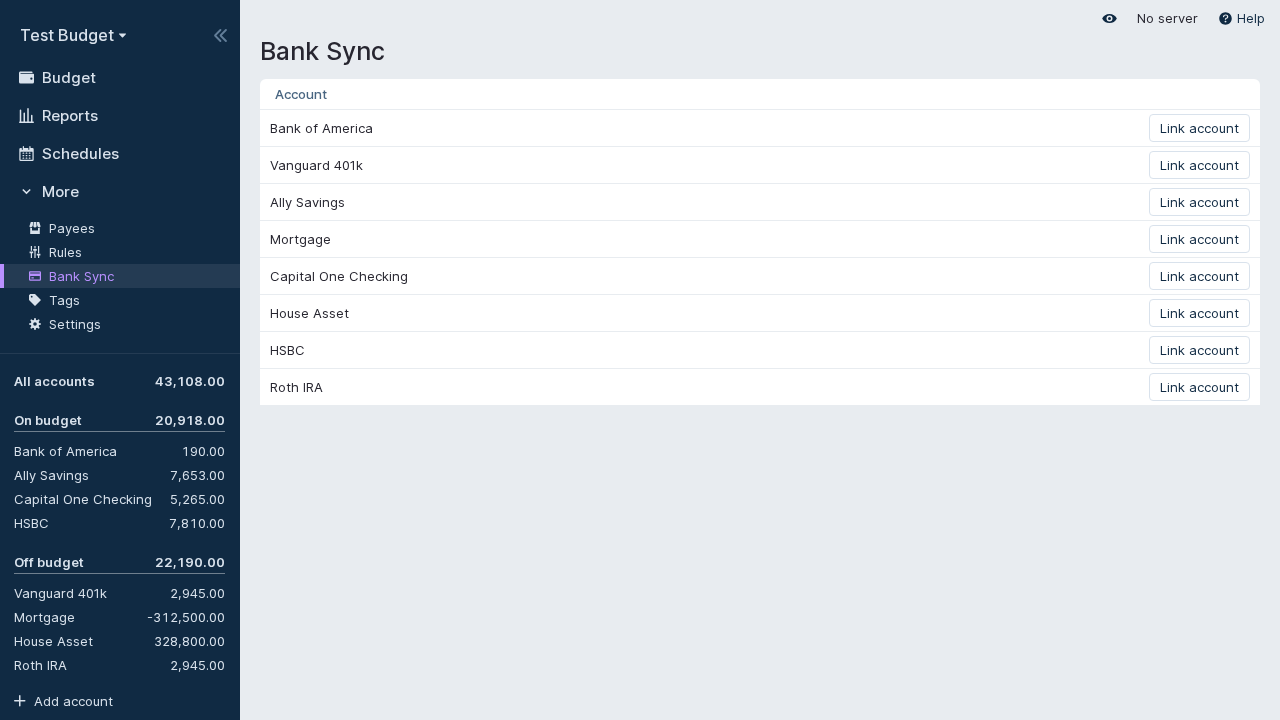 Test Budget
Budget
Reports
Schedules
More
Payees
Rules
Bank Sync
Tags
Settings
All accounts 43,108.00
On budget 20,918.00
Bank of America 190.00
Ally Savings 7,653.00
Capital One Checking 5,265.00
HSBC 7,810.00
Off budget 22,190.00
Vanguard 401k 2,945.00
Mortgage -312,500.00
House Asset 328,800.00
Roth IRA 2,945.00
Add account
No server Help
Bank Sync
Account
Bank of America Link account
Vanguard 401k Link account
Ally Savings Link account
Mortgage Link account
Capital One Checking Link account
House Asset Link account
HSBC Link account
Roth IRA Link account